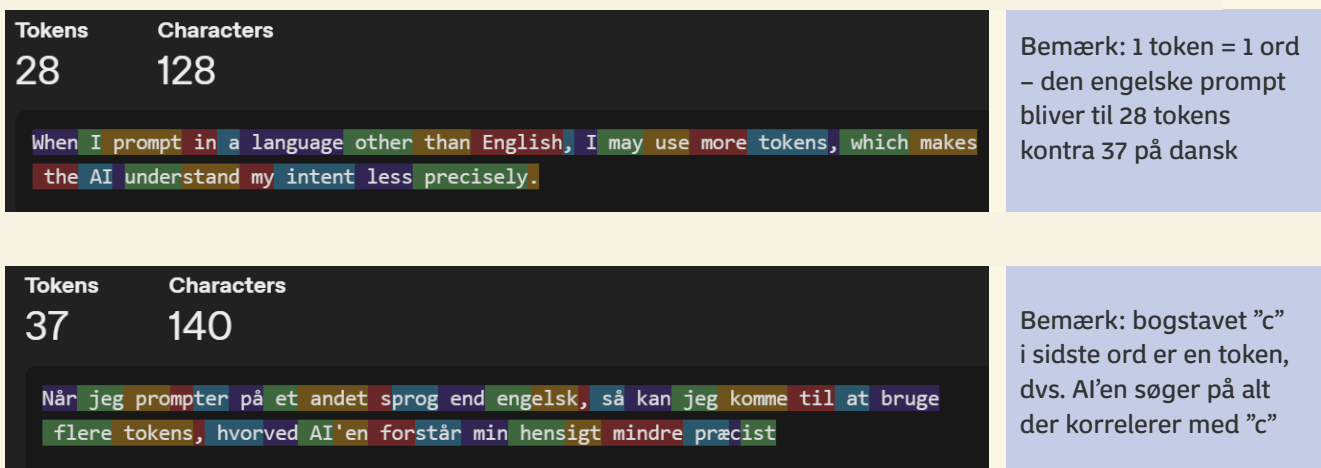 Tokens Characters
28 128
When I prompt in a language other than English, I may use more tokens, which makes
the AI understand my intent less precisely.
Bemærk: 1 token = 1 ord
– den engelske prompt
bliver til 28 tokens
kontra 37 på dansk
Tokens Characters
37 140
Når jeg prompter på et andet sprog end engelsk, så kan jeg komme til at bruge
flere tokens, hvorved AI'en forstår min hensigt mindre præcist
Bemærk: bogstavet ”c”
i sidste ord er en token,
dvs. AI’en søger på alt
der korrelerer med ”c”